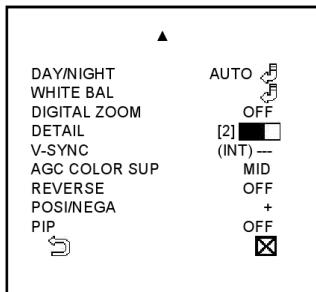 DAY/NIGHT AUTO
WHITE BAL
DIGITAL ZOOM OFF
DETAIL [2]
V-SYNC (INT) ---
AGC COLOR SUP MID
REVERSE OFF
POSI/NEGA +
PIP OFF